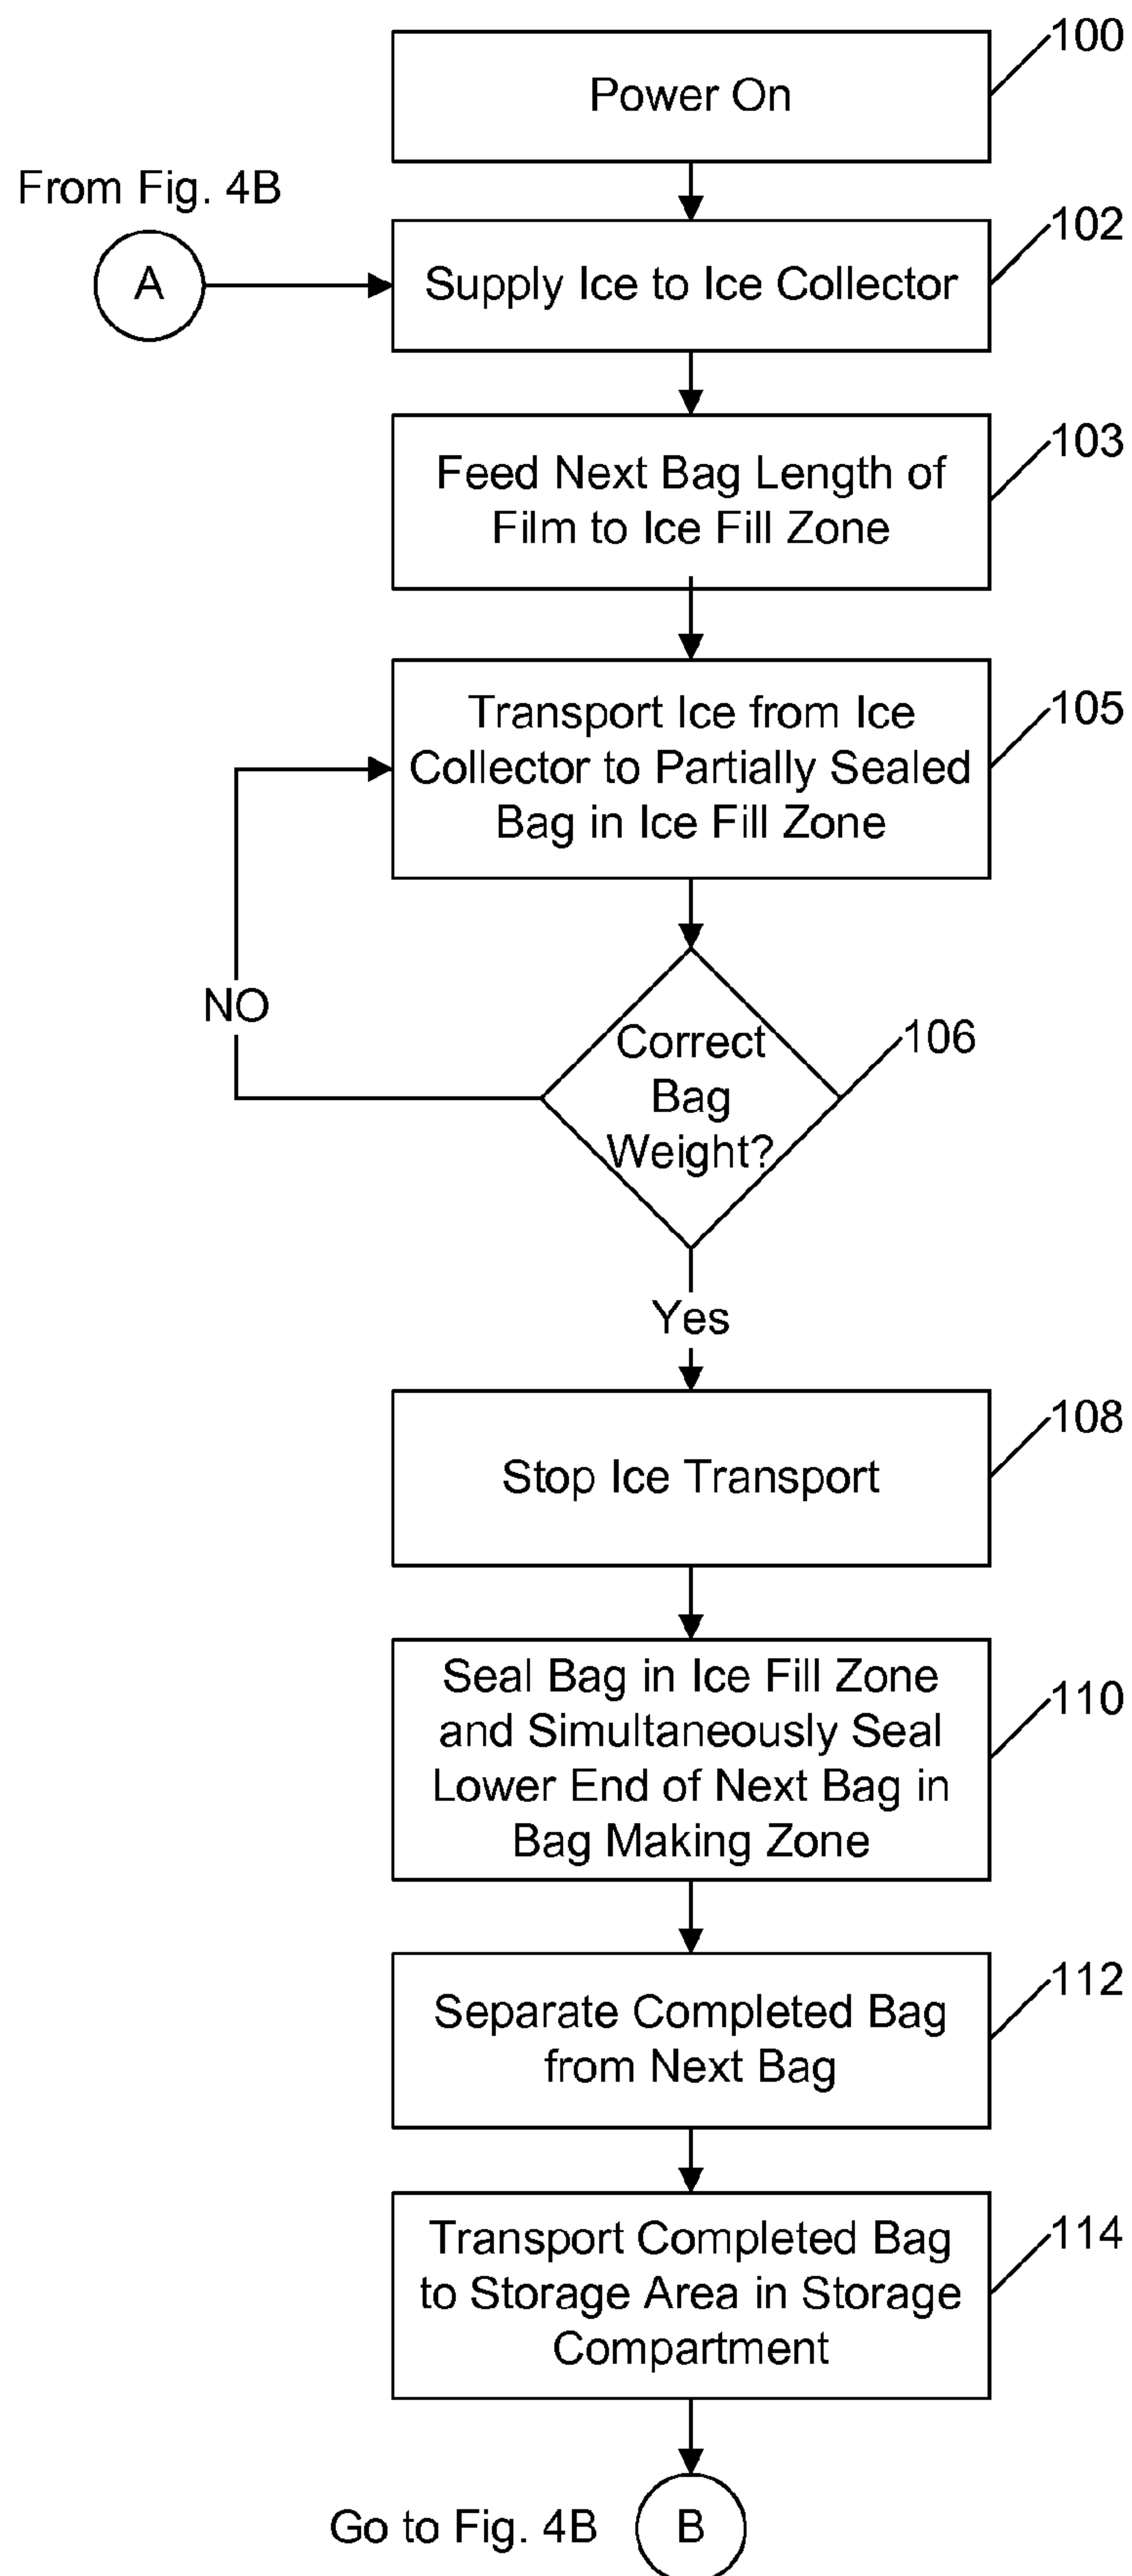 100
Power On
From Fig. 4B
102
A
Supply Ice to Ice Collector
103
Feed Next Bag Length of
Film to Ice Fill Zone
105
Transport Ice from Ice
Collector to Partially Sealed
Bag in Ice Fill Zone
NO
106
Correct
Bag
Weight?
Yes
108
Stop Ice Transport
110
Seal Bag in Ice Fill Zone
and Simultaneously Seal
Lower End of Next Bag in
Bag Making Zone
112
Separate Completed Bag
from Next Bag
114
Transport Completed Bag
to Storage Area in Storage
Compartment
Go to Fig. 4B
B